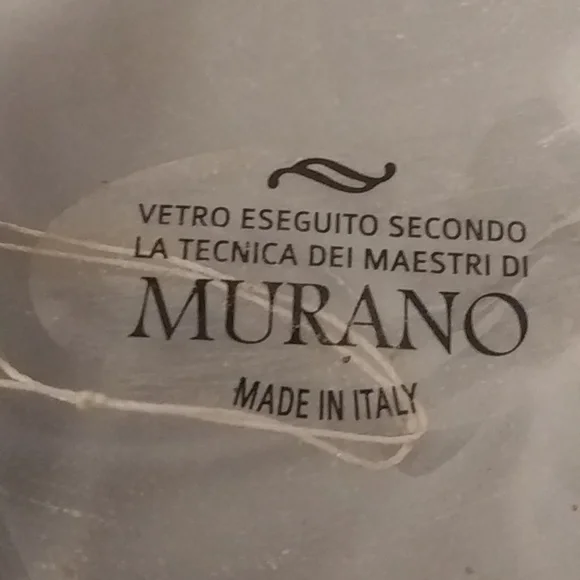 VETRO ESEGUITO SECONDO
LA TECNICA DEI MAESTRI DI
MURANO
MADE IN ITALY